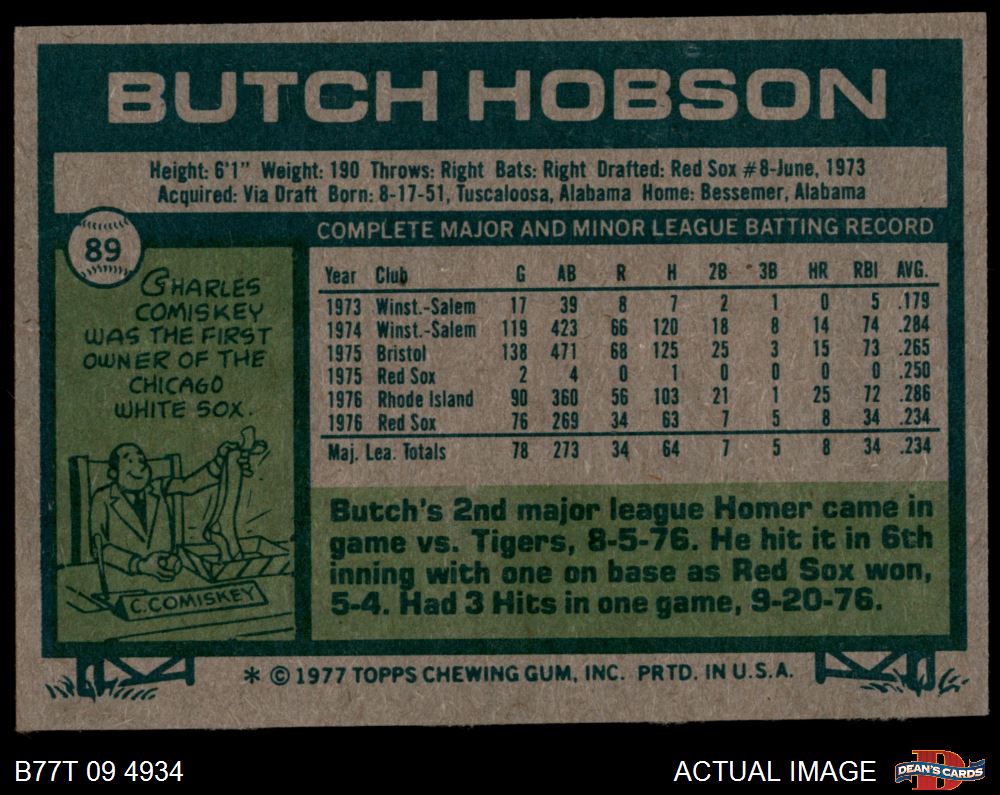 BUTCH HOBSON
Height: 6'1" Weight: 190 Throws: Right Bats: Right Drafted: Red Sox #8-June, 1973
Acquired: Via Draft Born: 8-17-51, Tuscaloosa, Alabama Home: Bessemer, Alabama
89
CHARLES
COMISKEY
WAS THE FIRST
OWNER OF THE
CHICAGO
WHITE SOX.
C. COMISKEY
COMPLETE MAJOR AND MINOR LEAGUE BATTING RECORD
Year Club G AB R H 2B 3B HR RBI AVG.
1973 Winst.-Salem 17 39 8 7 2 1 0 5 .179
1974 Winst.-Salem 119 423 66 120 18 8 14 74 .284
1975 Bristol 138 471 68 125 25 3 15 73 .265
1975 Red Sox 2 4 0 1 0 0 0 0 .250
1976 Rhode Island 90 360 56 103 21 1 25 72 .286
1976 Red Sox 76 269 34 63 7 5 8 34 .234
Maj. Lea. Totals 78 273 34 64 7 5 8 34 .234
Butch's 2nd major league Homer came in
game vs. Tigers, 8-5-76. He hit it in 6th
inning with one on base as Red Sox won,
5-4. Had 3 Hits in one game, 9-20-76.
* © 1977 TOPPS CHEWING GUM, INC. PRTD. IN U.S.A.
B77T 09 4934
ACTUAL IMAGE
D
DEAN'S CARDS